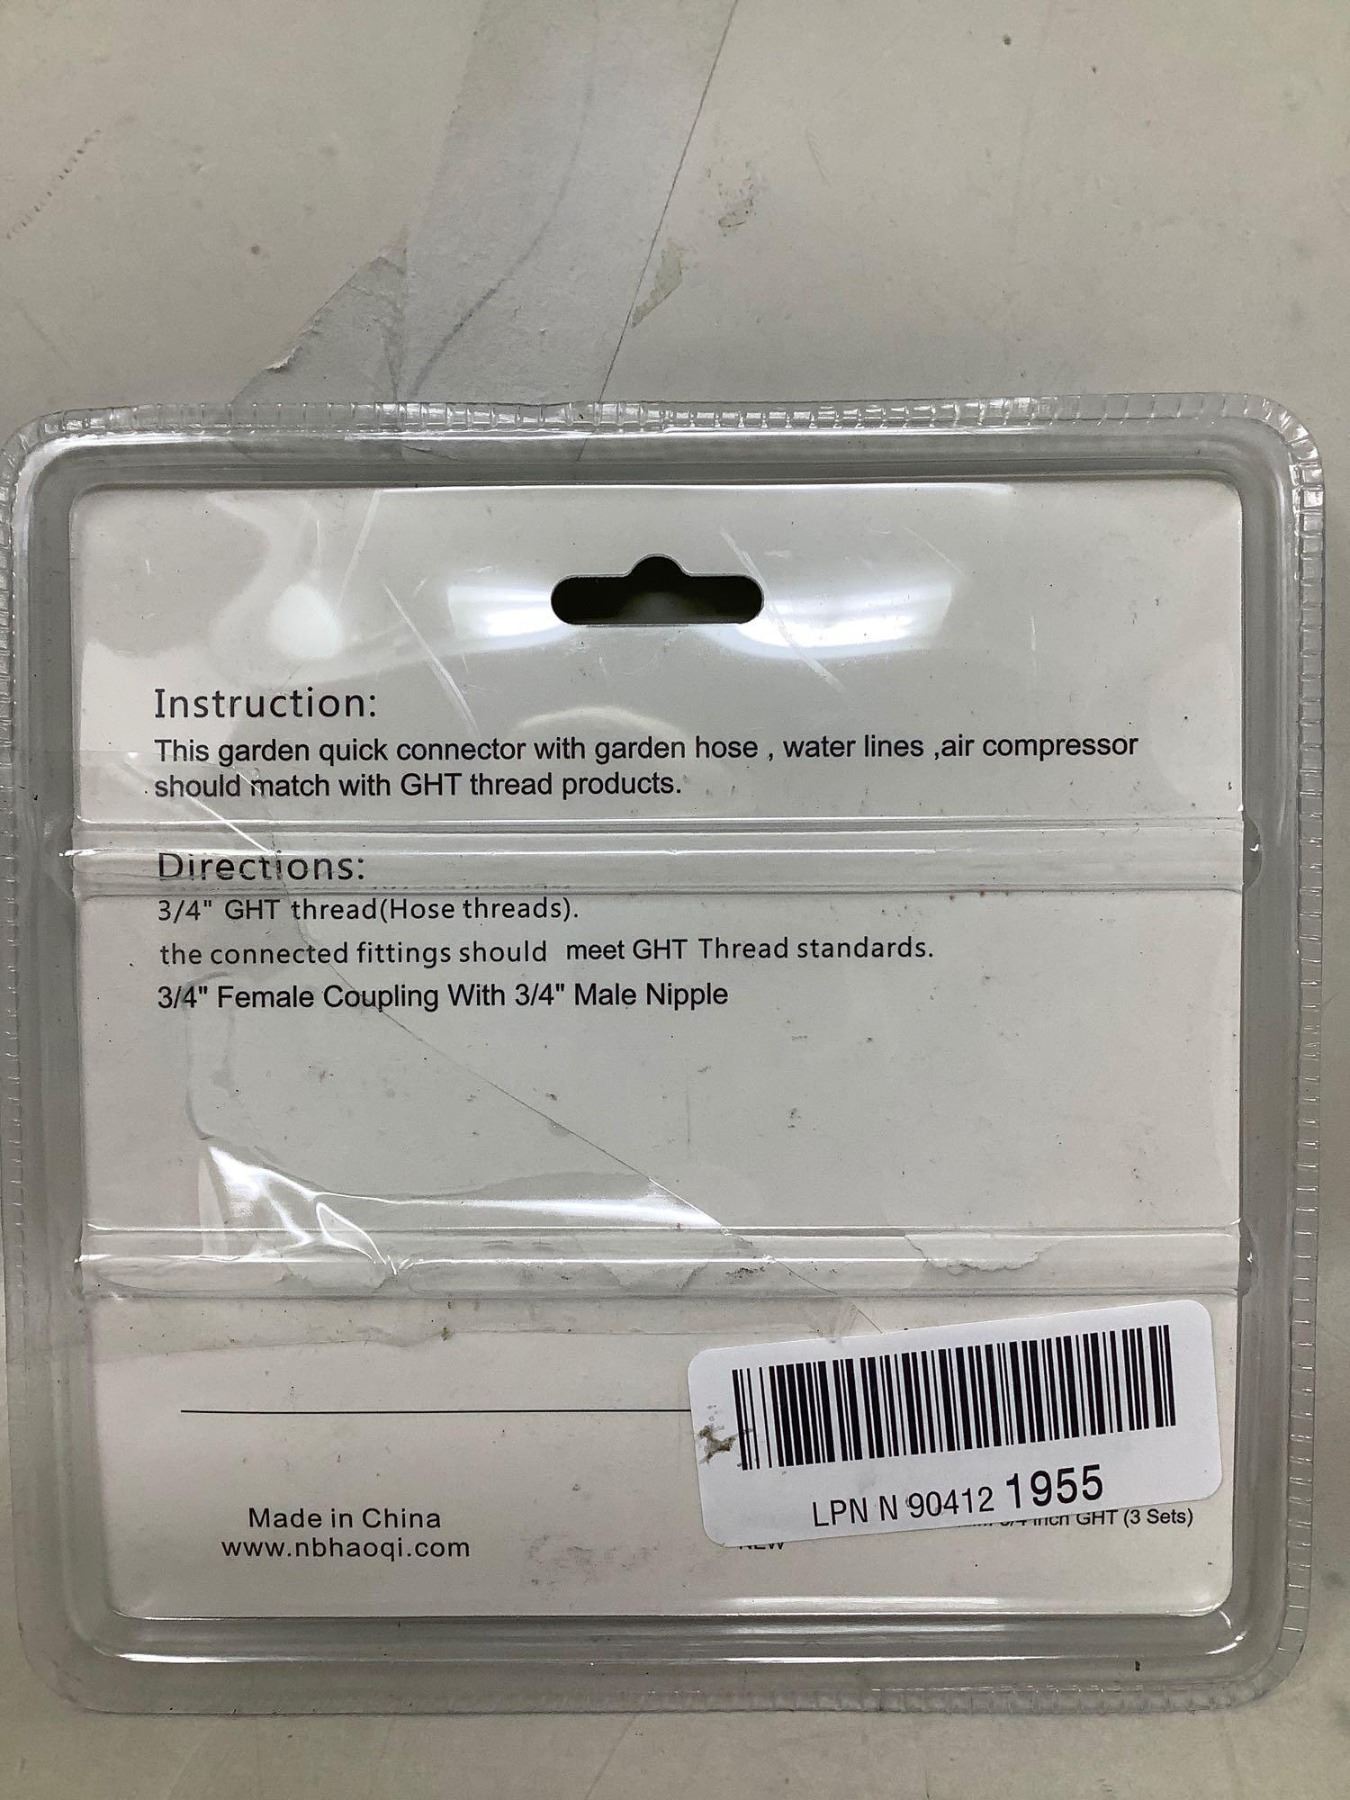 Instruction:
This garden quick connector with garden hose , water lines ,air compressor
should match with GHT thread products.
Directions:
3/4" GHT thread(Hose threads).
the connected fittings should meet GHT Thread standards.
3/4" Female Coupling With 3/4" Male Nipple
LPN N 90412 1955
GHT (3 Sets)
Made in China
www.nbhaoqi.com